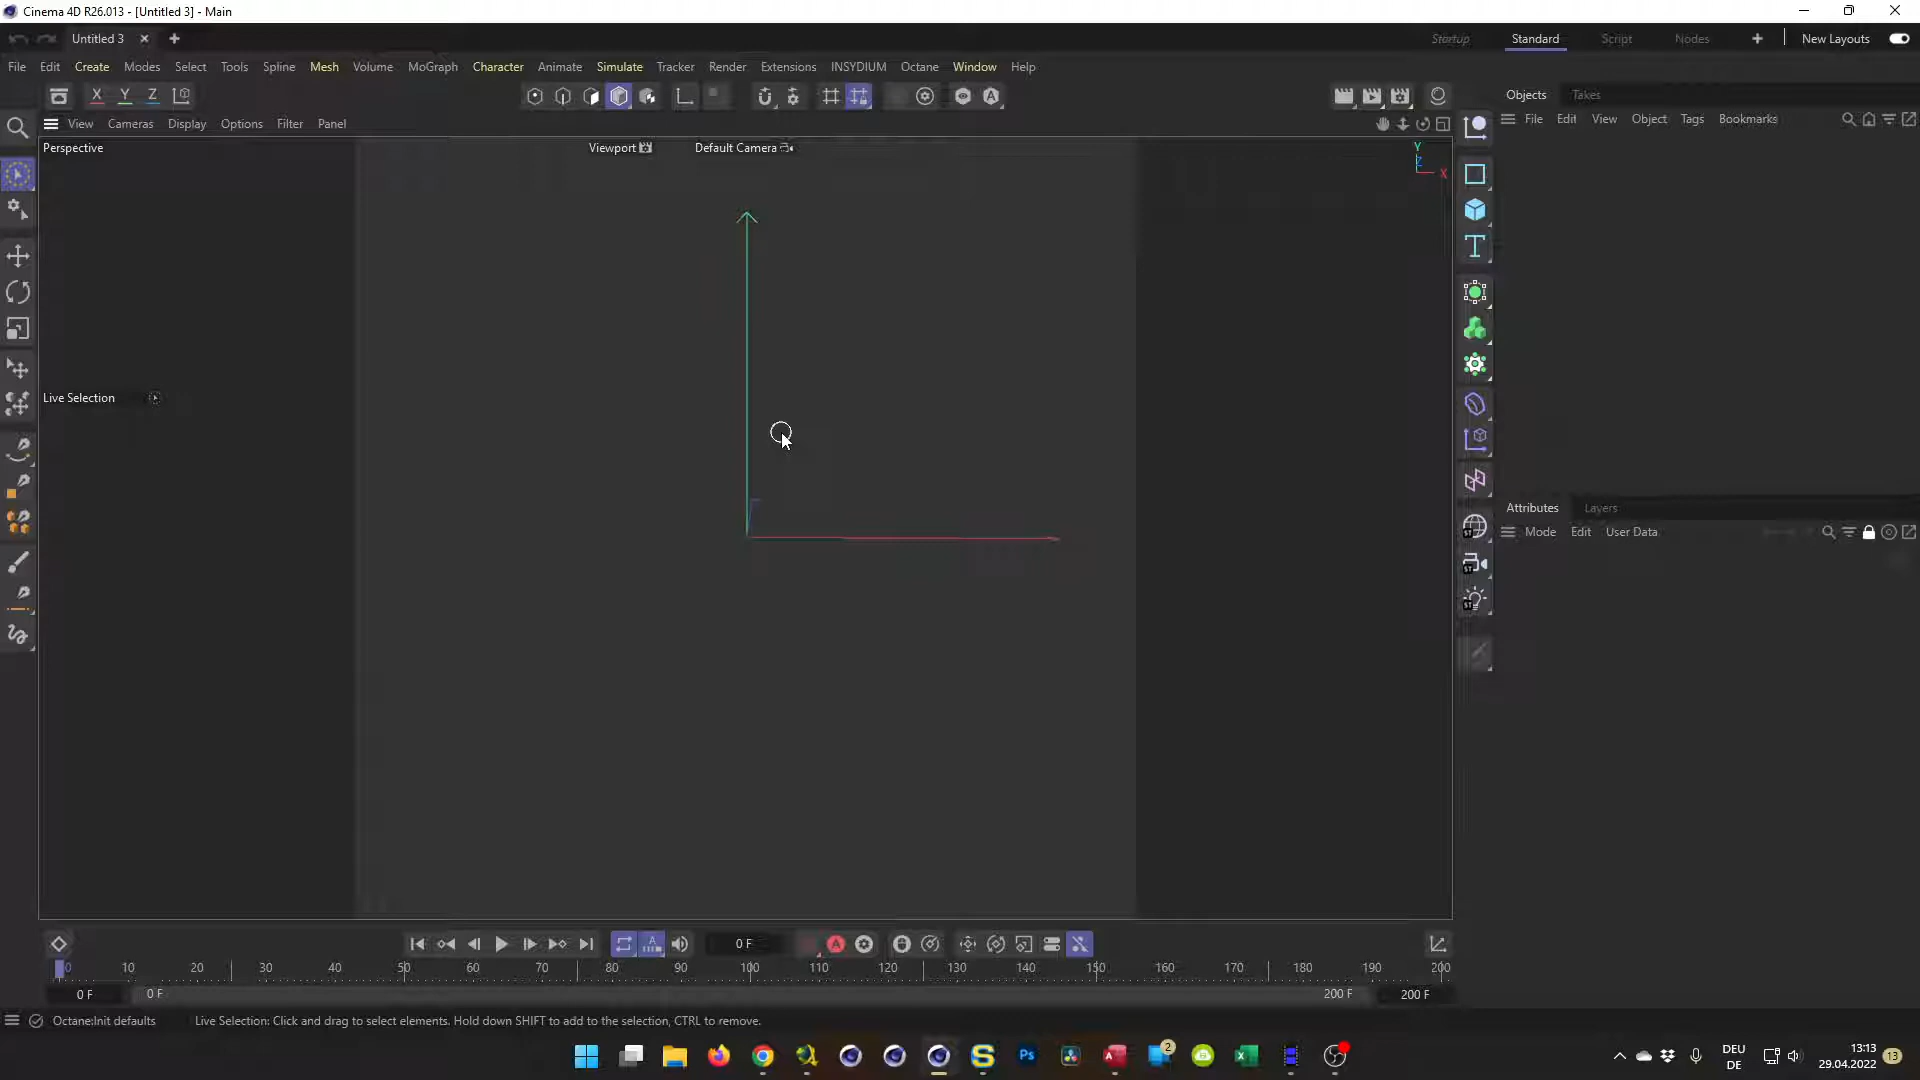 Cinema 4D R26.013 - [Untitled 3] - Main
Untitled 3
Startup
Standard
Script
Nodes
New Layouts
File Edit Create Modes Select Tools Spline Mesh Volume MoGraph Character Animate Simulate Tracker Render Extensions INSYDIUM Octane Window Help
X Y Z
Objects
Takes
View Cameras Display Options Filter Panel
File Edit View Object Tags Bookmarks
Perspective
Viewport
Default Camera
Y
Z
X
Live Selection
Attributes
Layers
Mode Edit User Data
ST
ST
ST
0 F
0 10 20 30 40 50 60 70 80 90 100 110 120 130 140 150 160 170 180 190 200
0 F
0 F
200 F
200 F
Octane:Init defaults
Live Selection: Click and drag to select elements. Hold down SHIFT to add to the selection, CTRL to remove.
Ps
2
DEU
DE
13:13
29.04.2022
13